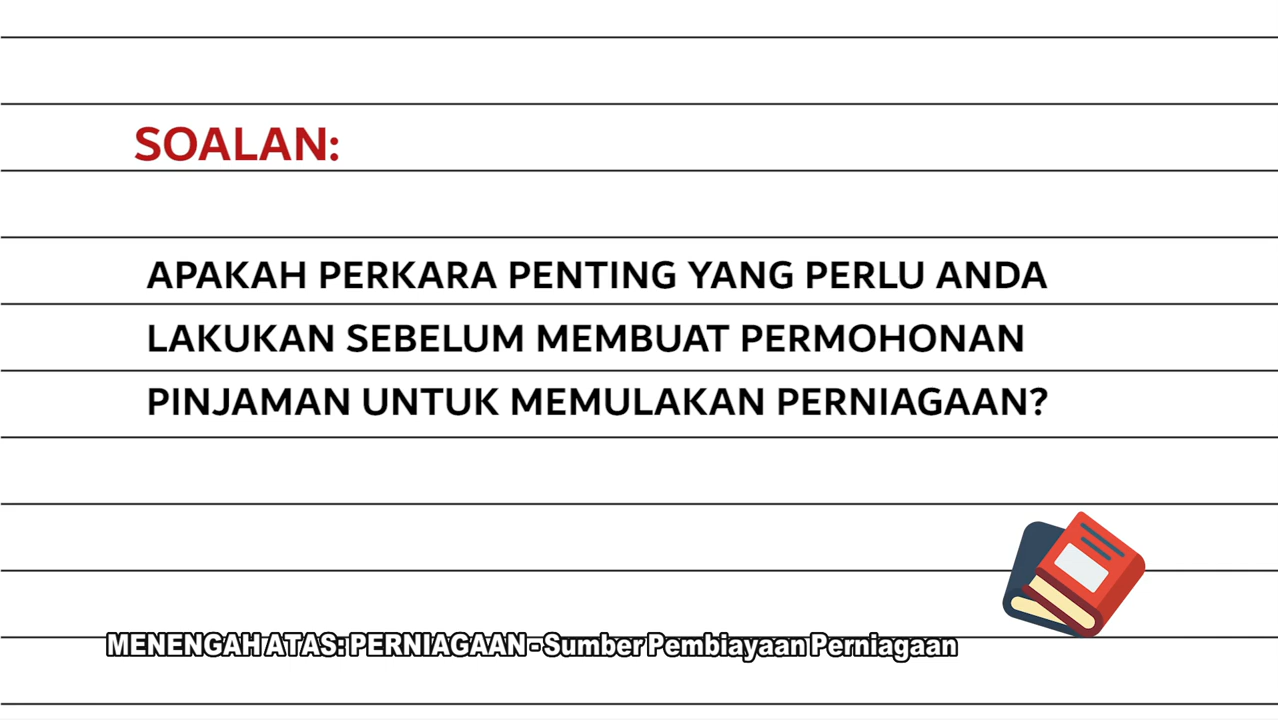 SOALAN:
APAKAH PERKARA PENTING YANG PERLU ANDA
LAKUKAN SEBELUM MEMBUAT PERMOHONAN
PINJAMAN UNTUK MEMULAKAN PERNIAGAAN?
MENENGAH ATAS: PERNIAGAAN - Sumber Pembiayaan Perniagaan